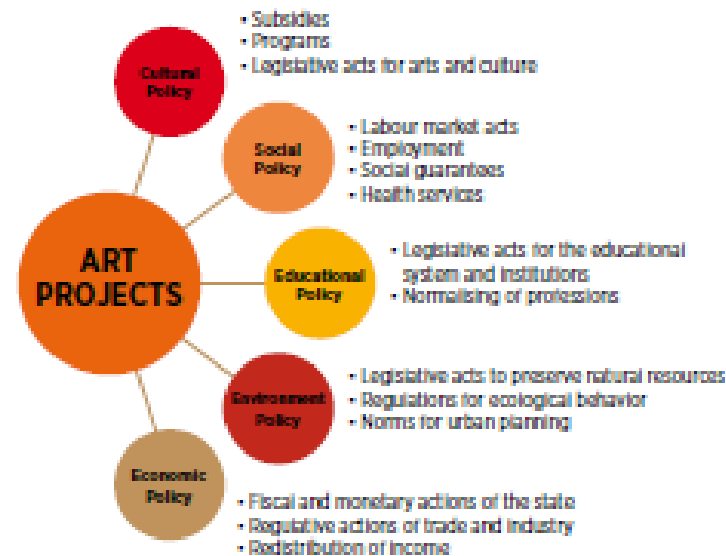 • Subsidies
• Programs
• Legislative acts for arts and culture
Cultural
Policy
• Labour market acts
• Employment
• Social guarantees
• Health services
Social
Policy
ART
PROJECTS
• Legislative acts for the educational
system and institutions
• Normalising of professions
Educational
Policy
• Legislative acts to preserve natural resources
• Regulations for ecological behavior
• Norms for urban planning
Environment
Policy
Economic
Policy
• Fiscal and monetary actions of the state
• Regulative actions of trade and industry
• Redistribution of income